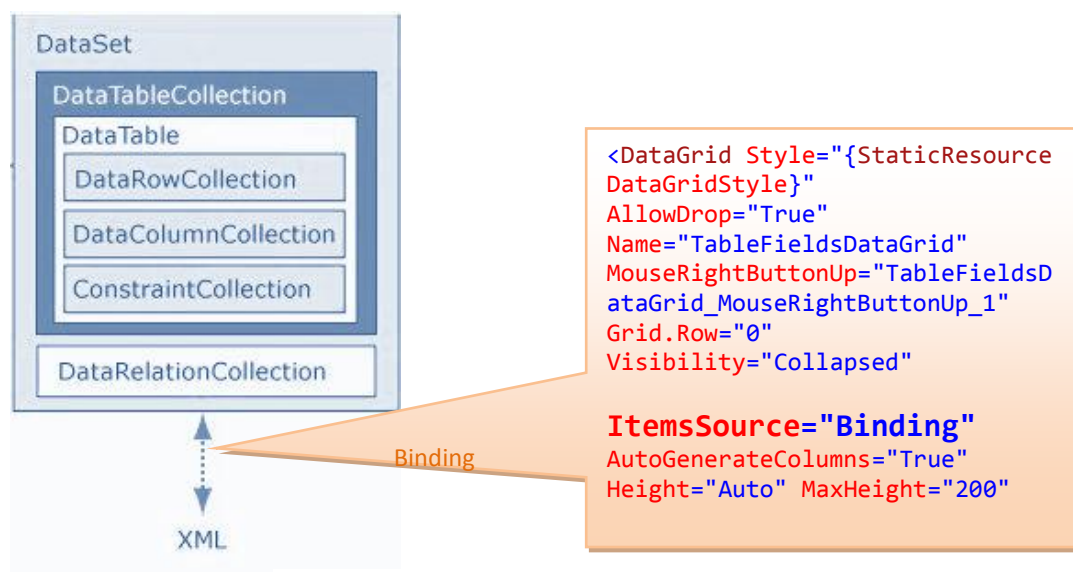 DataSet
DataTableCollection
DataTable
DataRowCollection
DataColumnCollection
ConstraintCollection
DataRelationCollection
XML
Binding
<DataGrid Style="{StaticResource
DataGridStyle}"
AllowDrop="True"
Name="TableFieldsDataGrid"
MouseRightButtonUp="TableFieldsD
ataGrid_MouseRightButtonUp_1"
Grid.Row="0"
Visibility="Collapsed"
ItemsSource="Binding"
AutoGenerateColumns="True"
Height="Auto" MaxHeight="200"